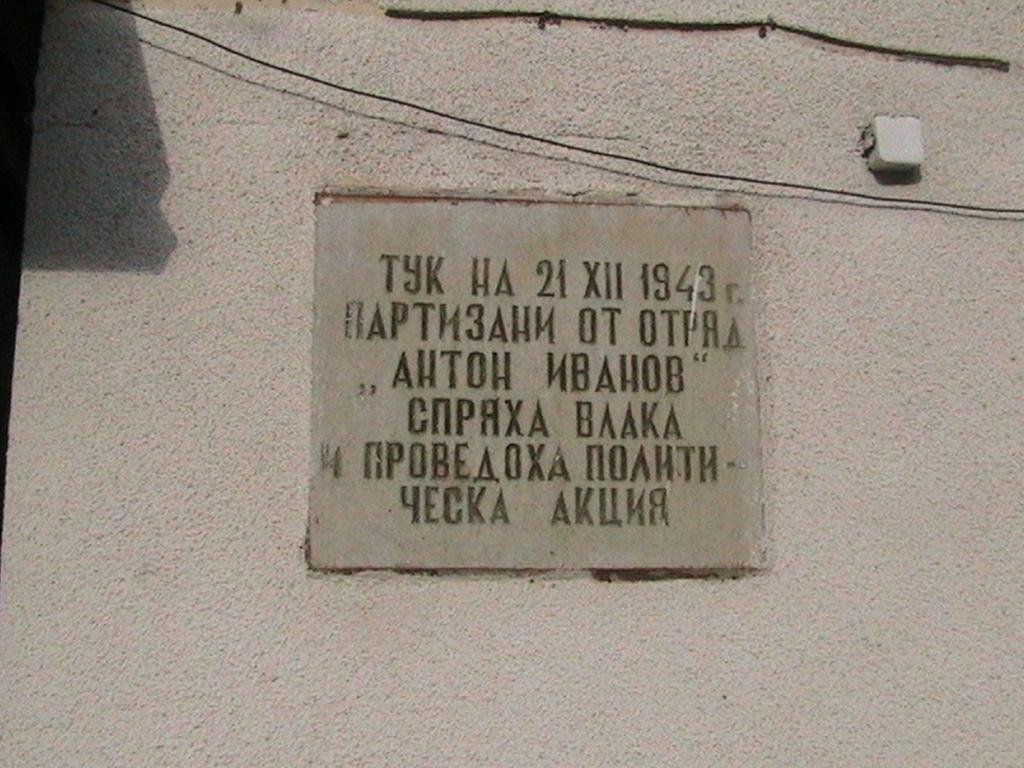 ТУК НА 21 XII 1943 г.
ПАРТИЗАНИ ОТ ОТРЯД
„АНТОН ИВАНОВ“
СПРЯХА ВЛАКА
И ПРОВЕДОХА ПОЛИТИ-
ЧЕСКА АКЦИЯ